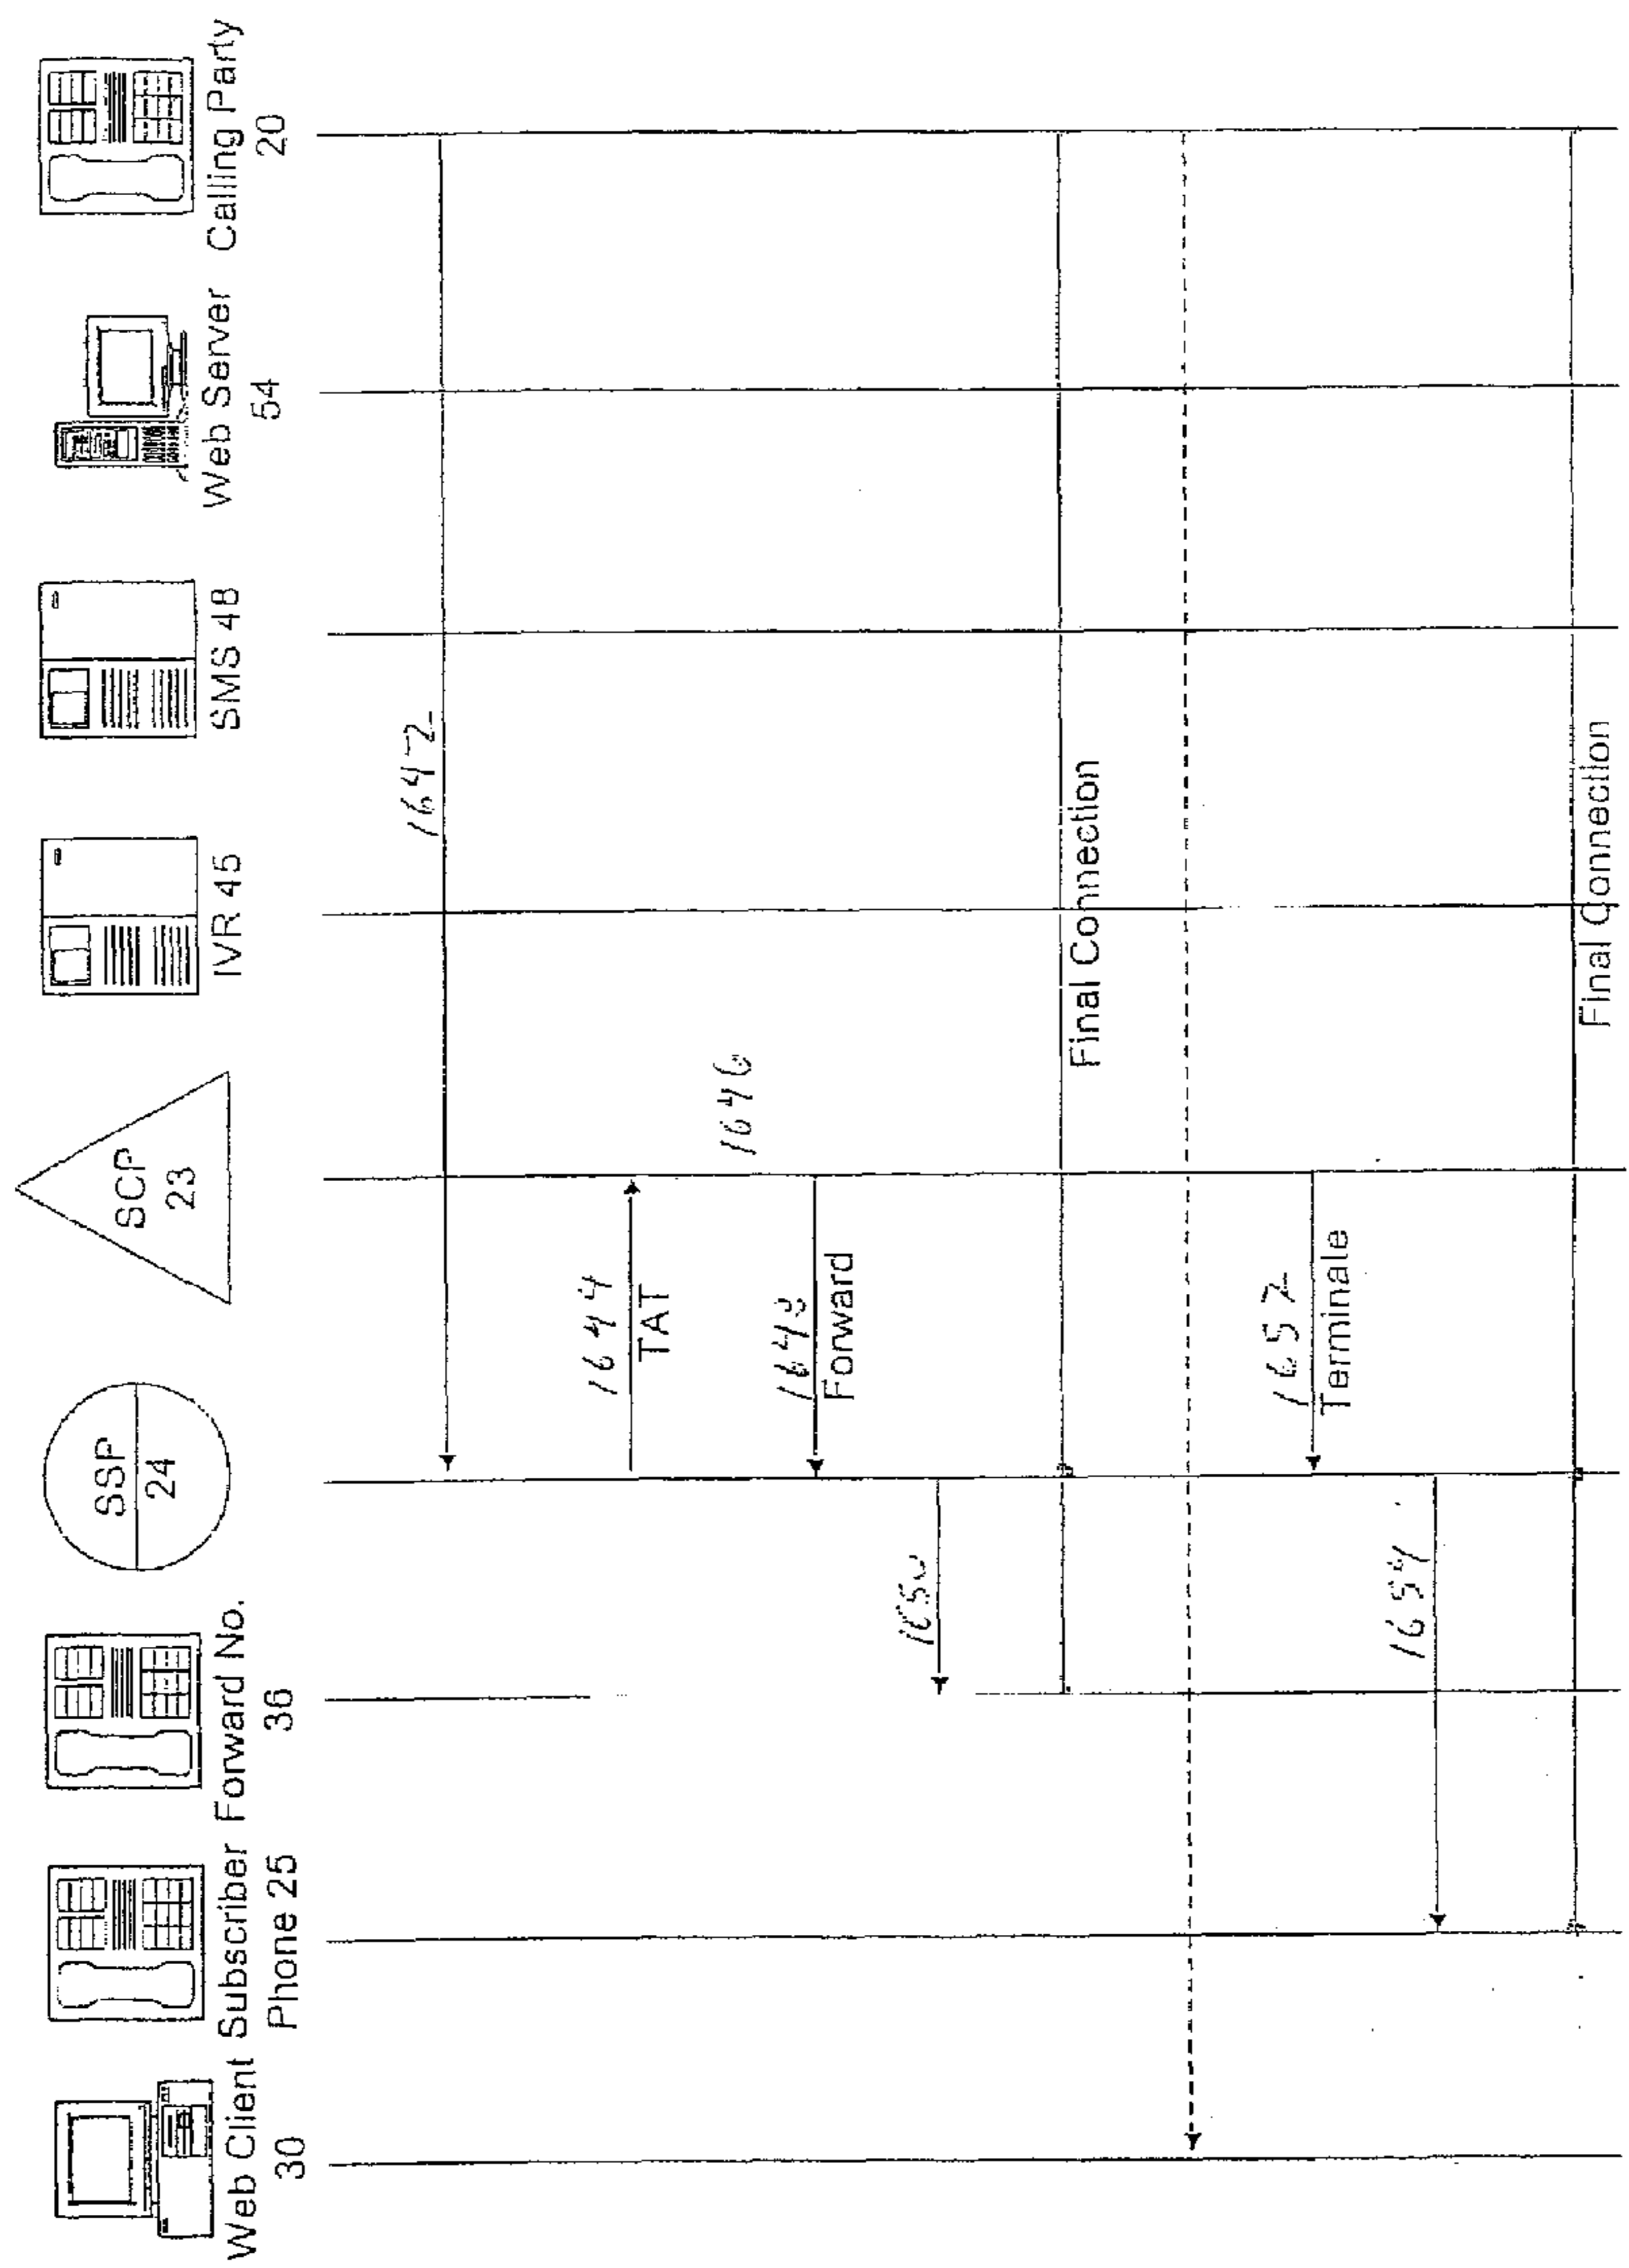 Web Client
30
Subscriber
Phone 25
Forward No.
36
SSP
24
SCP
23
IVR 45
SMS 48
Web Server
54
Calling Party
20
1642
1644
TAT
1646
1648
Forward
1650
Final Connection
1652
Terminate
1654
Final Connection